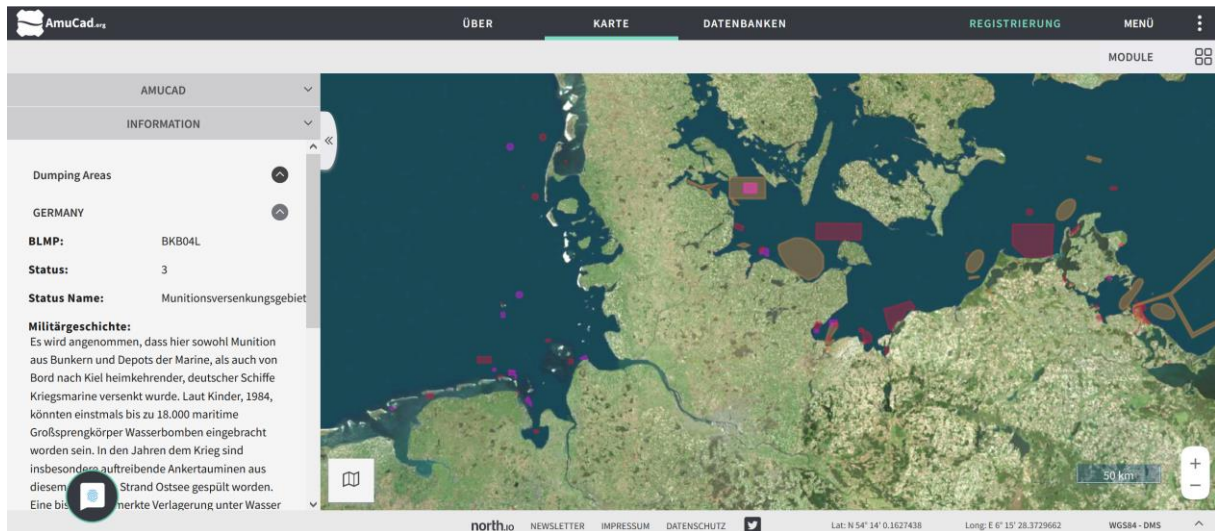 AmuCad.org
ÜBER
KARTE
DATENBANKEN
REGISTRIERUNG
MENÜ
MODULE
AMUCAD
INFORMATION
Dumping Areas
GERMANY
BLMP: BKB04L
Status: 3
Status Name: Munitionsversenkungsgebiet
Militärgeschichte:
Es wird angenommen, dass hier sowohl Munition
aus Bunkern und Depots der Marine, als auch von
Bord nach Kiel heimkehrender, deutscher Schiffe
Kriegsmarine versenkt wurde. Laut Kinder, 1984,
könnten einstmals bis zu 18.000 maritime
Großsprengkörper Wasserbomben eingebracht
worden sein. In den Jahren dem Krieg sind
insbesondere auftreibende Ankertauminen aus
diesem Strand Ostsee gespült worden.
Eine merkte Verlagerung unter Wasser
50 km
+
−
north.io
NEWSLETTER
IMPRESSUM
DATENSCHUTZ
Lat: N 54° 14' 0.1627438
Long: E 6° 15' 28.3729662
WGS84 - DMS